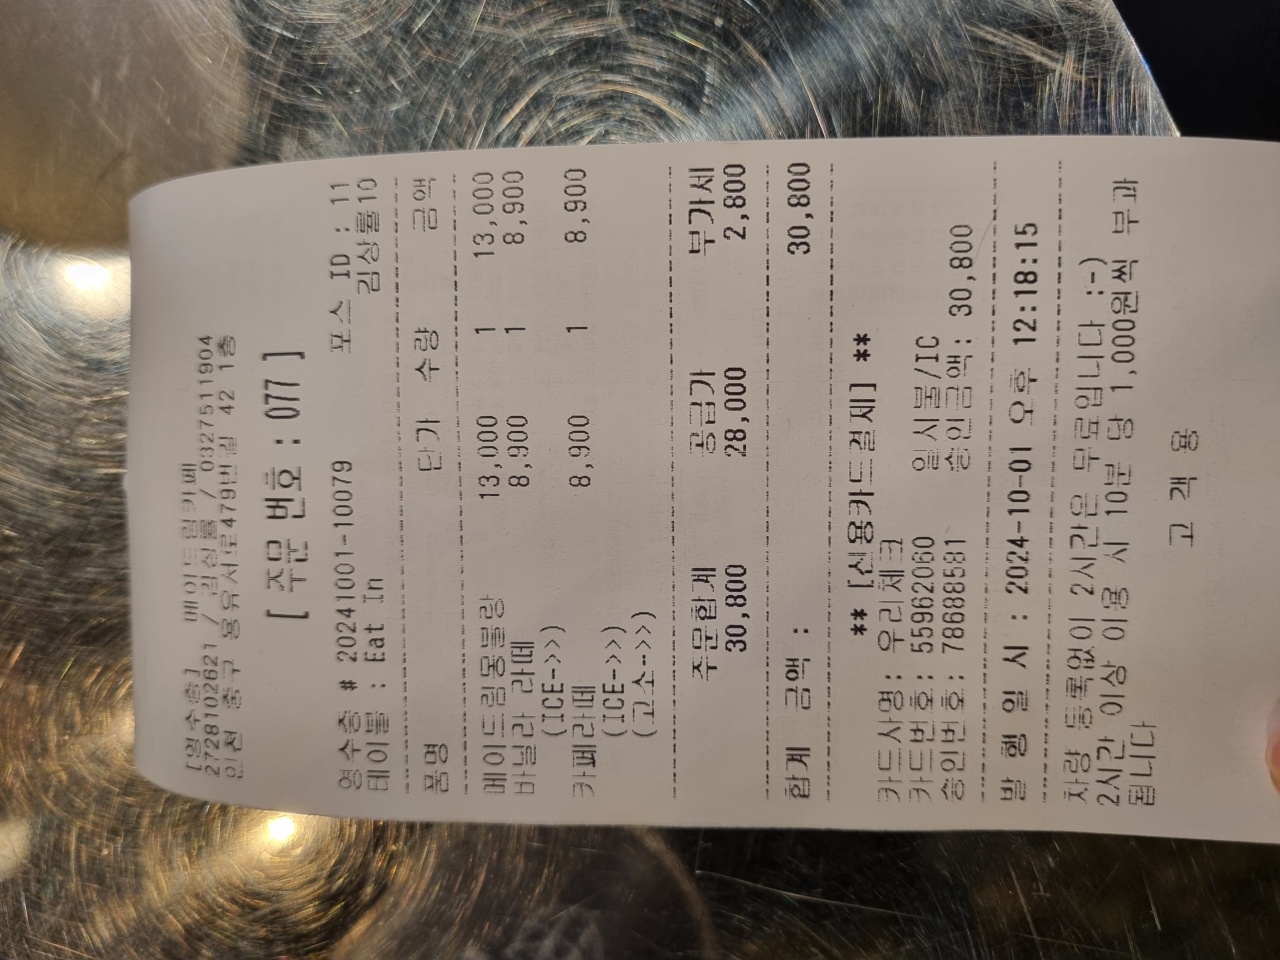 [영수증] 메이드림카페
2728102621 / 김상률 / 0327511904
인천 중구 용유서로479번길 42 1층
[ 주문 번호 : 077 ]
영수증 # 20241001-10079 포스 ID : 11
테이블 : Eat In 김상률10
품명 단가 수량 금액
메이드림몽블랑 13,000 1 13,000
바닐라 라떼 8,900 1 8,900
(ICE->>)
카페라떼 8,900 1 8,900
(ICE->>)
(고소->>)
주문합계 공급가 부가세
30,800 28,000 2,800
합계 금액 : 30,800
** [신용카드결제] **
카드사명: 우리체크
카드번호: 55962060 일시불/IC
승인번호: 78688581 승인금액: 30,800
발 행 일 시 : 2024-10-01 오후 12:18:15
차량 등록없이 2시간은 무료입니다 :-)
2시간 이상 이용 시 10분 당 1,000원씩 부과
됩니다
고 객 용